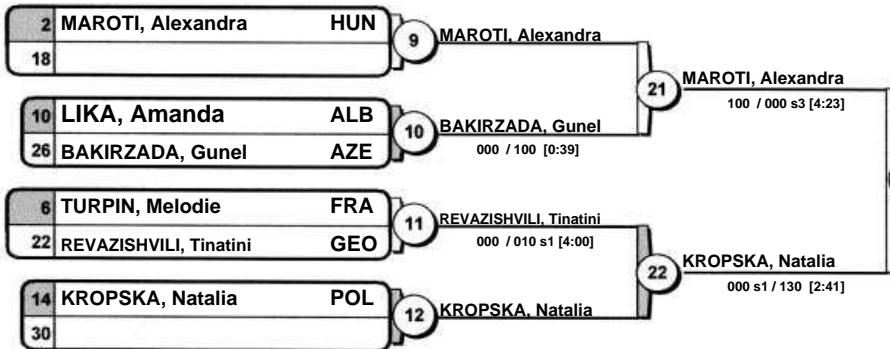 2 MAROTI, Alexandra HUN
18
9
MAROTI, Alexandra
10 LIKA, Amanda ALB
26 BAKIRZADA, Gunel AZE
10
BAKIRZADA, Gunel
000 / 100 [0:39]
21
MAROTI, Alexandra
100 / 000 s3 [4:23]
6 TURPIN, Melodie FRA
22 REVAZISHVILI, Tinatini GEO
11
REVAZISHVILI, Tinatini
000 / 010 s1 [4:00]
14 KROPSKA, Natalia POL
30
12
KROPSKA, Natalia
22
KROPSKA, Natalia
000 s1 / 130 [2:41]